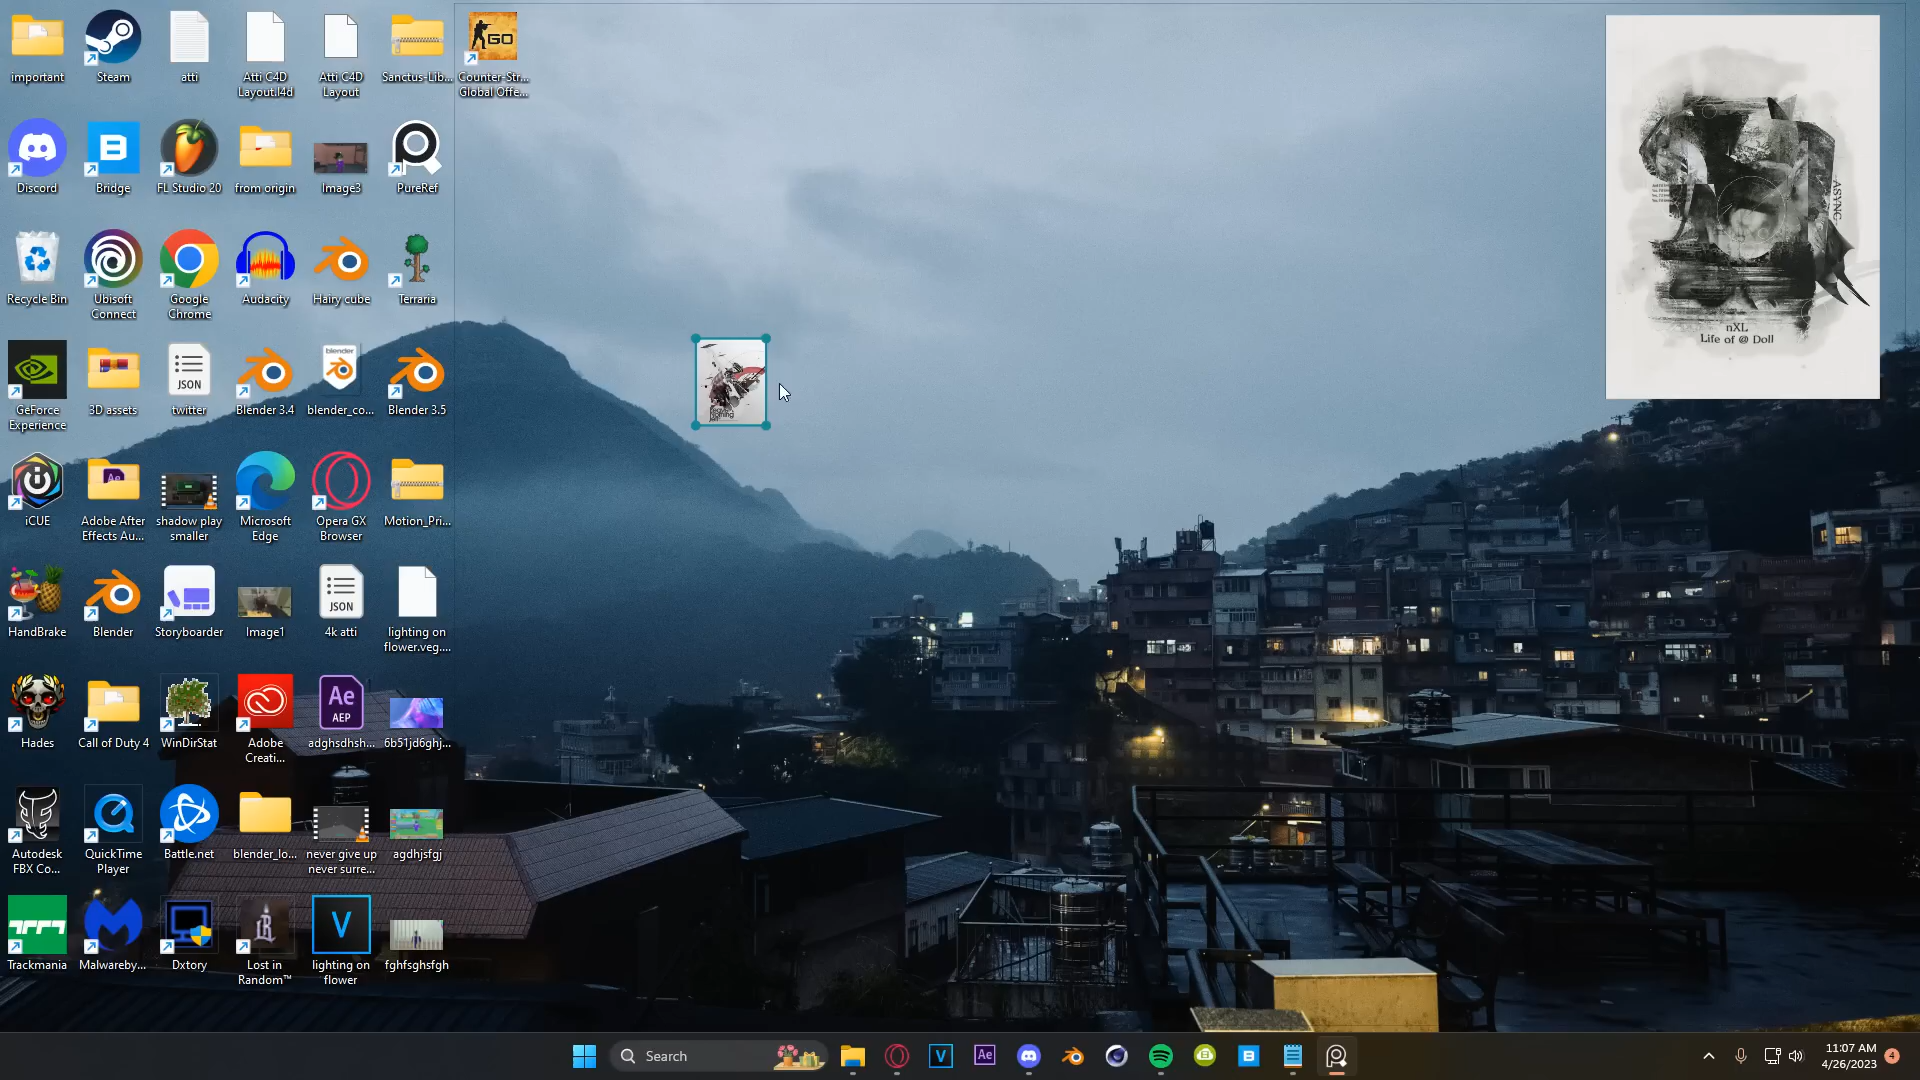 important
Steam
atti
Atti C4D
Layout.l4d
Atti C4D
Layout
Sanctus-Lib...
GO
Counter-Str...
Global Offe...
Discord
Bridge
FL Studio 20
from origin
Image3
PureRef
Recycle Bin
Ubisoft
Connect
Google
Chrome
Audacity
Hairy cube
Terraria
GeForce
Experience
3D assets
JSON
twitter
Blender 3.4
blender
blender_co...
Blender 3.5
iCUE
Ae
Adobe After
Effects Au...
shadow play
smaller
Microsoft
Edge
Opera GX
Browser
Motion_Pri...
HandBrake
Blender
Storyboarder
Image1
JSON
4k atti
lighting on
flower.veg....
Hades
Call of Duty 4
WinDirStat
Adobe
Creati...
Ae
AEP
adghsdhsh...
6b51jd6ghj...
Autodesk
FBX Co...
QuickTime
Player
Battle.net
blender_lo...
never give up
never surre...
agdhjsfgj
Trackmania
Malwareby...
Dxtory
Lost in
Random™
V
lighting on
flower
fghfsghsfgh
ASYNC
nXL
Life of @ Doll
Search
V
Ae
B
11:07 AM
4/26/2023
4